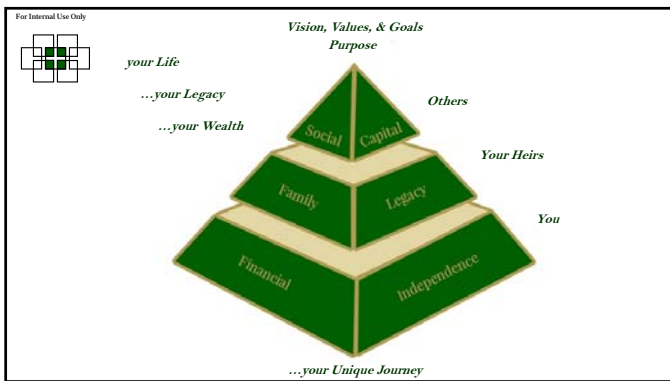 For Internal Use Only
Vision, Values, & Goals
Purpose
your Life
…your Legacy
…your Wealth
Others
Social Capital
Your Heirs
Family Legacy
You
Financial Independence
…your Unique Journey